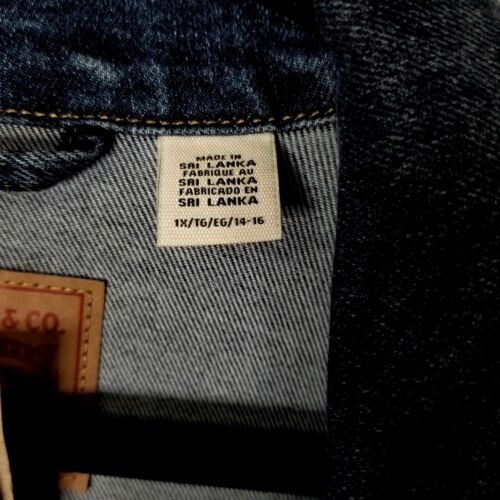 MADE IN
SRI LANKA
FABRIQUE AU
SRI LANKA
FABRICADO EN
SRI LANKA
1X/TG/EG/14-16
& CO.